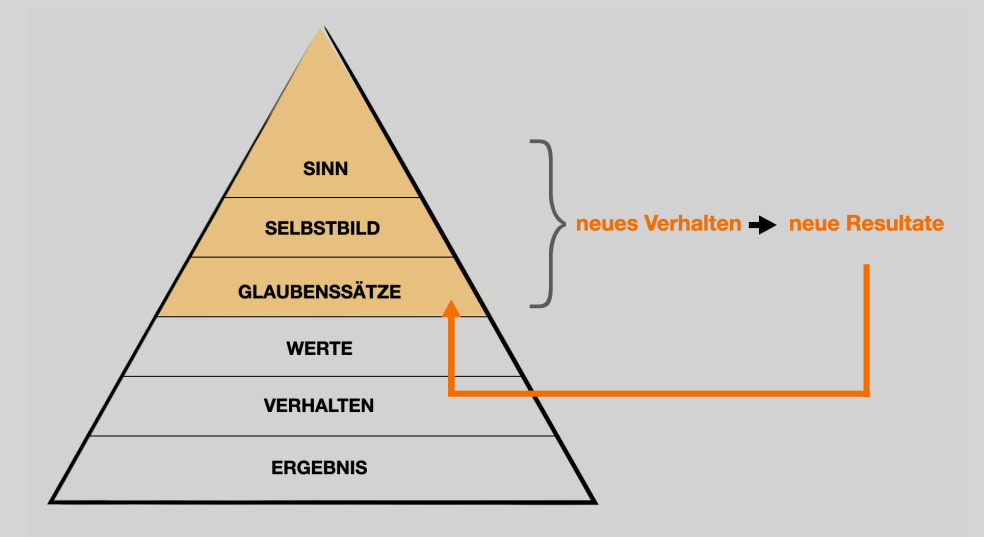 SINN
SELBSTBILD
neues Verhalten
neue Resultate
GLAUBENSSÄTZE
WERTE
VERHALTEN
ERGEBNIS